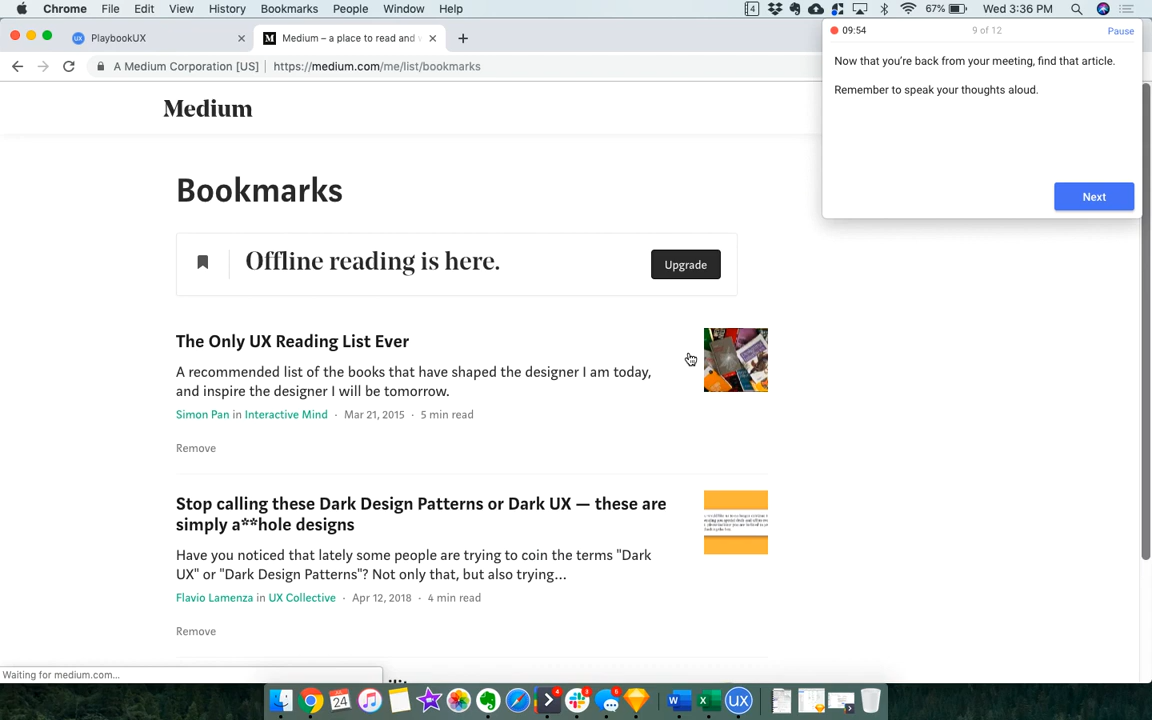 Chrome File Edit View History Bookmarks People Window Help
4 67% Wed 3:36 PM
UX PlaybookUX
M Medium – a place to read and
09:54 9 of 12 Pause
A Medium Corporation [US] https://medium.com/me/list/bookmarks
Now that you're back from your meeting, find that article.
Remember to speak your thoughts aloud.
Next
Medium
Bookmarks
Offline reading is here.
Upgrade
The Only UX Reading List Ever
A recommended list of the books that have shaped the designer I am today,
and inspire the designer I will be tomorrow.
Simon Pan in Interactive Mind · Mar 21, 2015 · 5 min read
Remove
Stop calling these Dark Design Patterns or Dark UX — these are
simply a**hole designs
Have you noticed that lately some people are trying to coin the terms "Dark
UX" or "Dark Design Patterns"? Not only that, but also trying...
Flavio Lamenza in UX Collective · Apr 12, 2018 · 4 min read
Remove
Waiting for medium.com...
24
UX